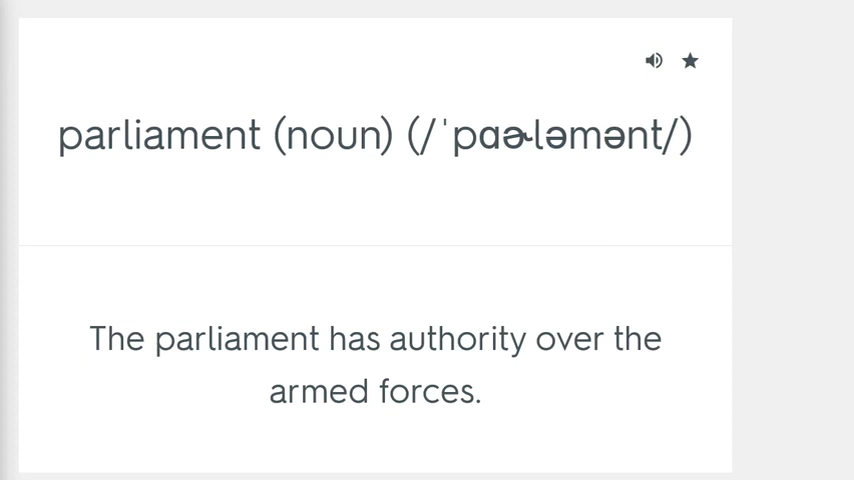 parliament (noun) (/ˈpɑɚləmənt/)
The parliament has authority over the
armed forces.